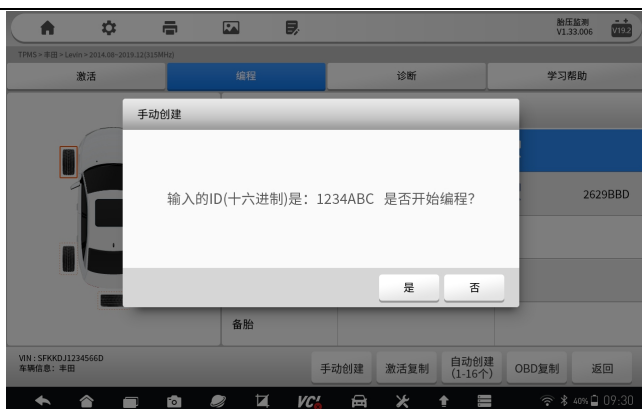 胎压监测
V1.33.006
V19.2
TPMS > 丰田 > Levin > 2014.08-2019.12(315MHz)
激活
编程
诊断
学习帮助
手动创建
输入的ID(十六进制)是：1234ABC 是否开始编程？
2629BBD
是
否
备胎
VIN : SFKKDJ1234566D
车辆信息：丰田
手动创建
激活复制
自动创建
(1-16个)
OBD复制
返回
VC
40%
09:30